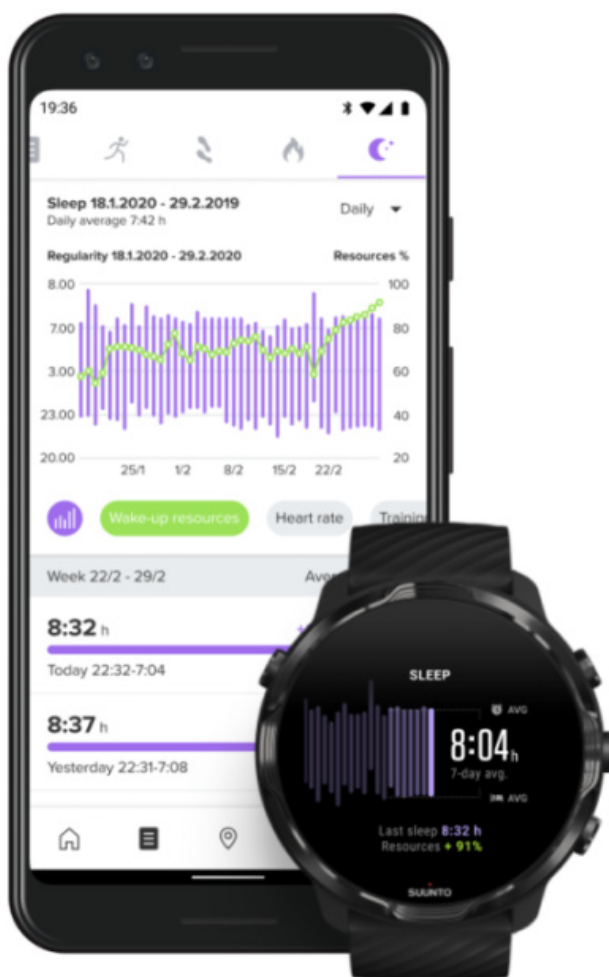 19:36
Sleep 18.1.2020 - 29.2.2019
Daily
Daily average 7:42 h
Regularity 18.1.2020 - 29.2.2020
Resources %
8.00
100
7.00
80
3.00
60
23.00
40
20.00
20
25/1 1/2 8/2 15/2 22/2
Wake-up resources
Heart rate
Training
Week 22/2 - 29/2
Aver
8:32 h
+
Today 22:32-7:04
8:37 h
Yesterday 22:31-7:08
SLEEP
AVG
8:04 h
7-day avg.
AVG
Last sleep 8:32 h
Resources + 91%
SUUNTO